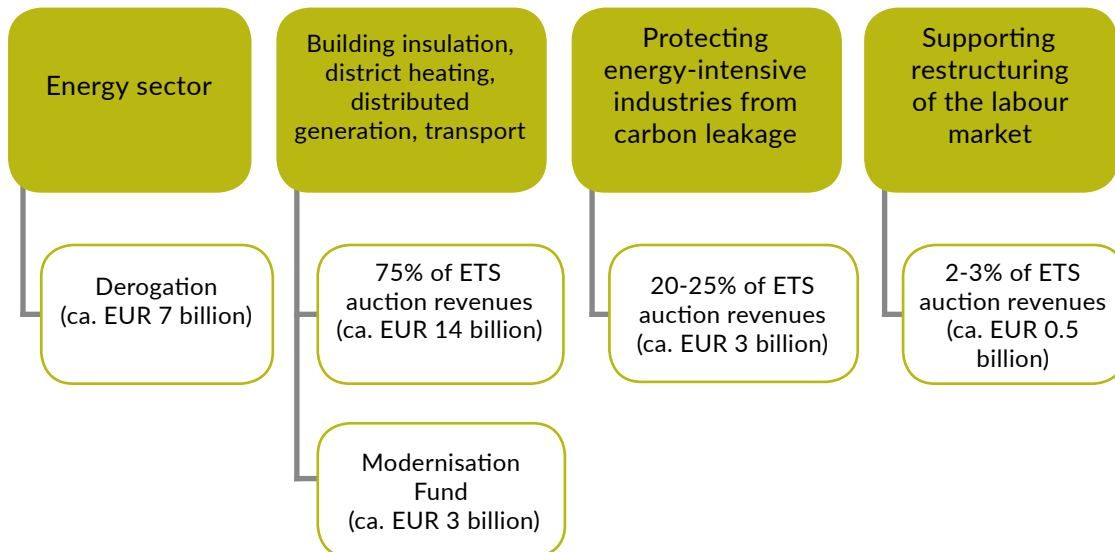 Energy sector
Building insulation,
district heating,
distributed
generation, transport
Protecting
energy-intensive
industries from
carbon leakage
Supporting
restructuring
of the labour
market
Derogation
(ca. EUR 7 billion)
75% of ETS
auction revenues
(ca. EUR 14 billion)
20-25% of ETS
auction revenues
(ca. EUR 3 billion)
2-3% of ETS
auction revenues
(ca. EUR 0.5
billion)
Modernisation
Fund
(ca. EUR 3 billion)